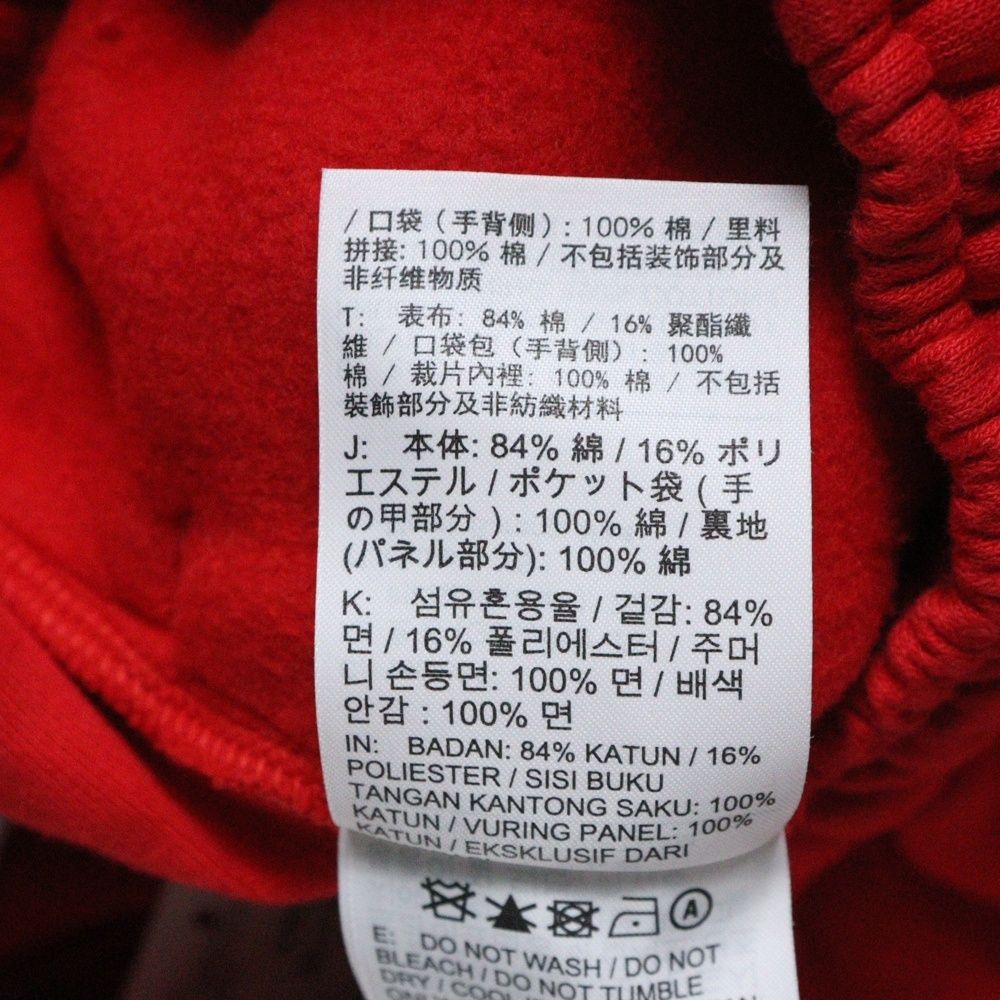 / 口袋（手背侧）: 100% 棉 / 里料
拼接: 100% 棉 / 不包括装饰部分及
非纤维物质
T: 表布: 84% 棉 / 16% 聚酯纖
維 / 口袋包（手背側）: 100%
棉 / 裁片內裡: 100% 棉 / 不包括
裝飾部分及非紡織材料
J: 本体: 84% 綿 / 16% ポリ
エステル / ポケット袋 ( 手
の甲部分 ) : 100% 綿 / 裏地
(パネル部分): 100% 綿
K: 섬유혼용율 / 겉감: 84%
면 / 16% 폴리에스터 / 주머
니 손등면: 100% 면 / 배색
안감 : 100% 면
IN: BADAN: 84% KATUN / 16%
POLIESTER / SISI BUKU
TANGAN KANTONG SAKU: 100%
KATUN / VURING PANEL: 100%
KATUN / EKSKLUSIF DARI
A
E: DO NOT WASH / DO NOT
BLEACH / DO NOT TUMBLE
DRY / COOL